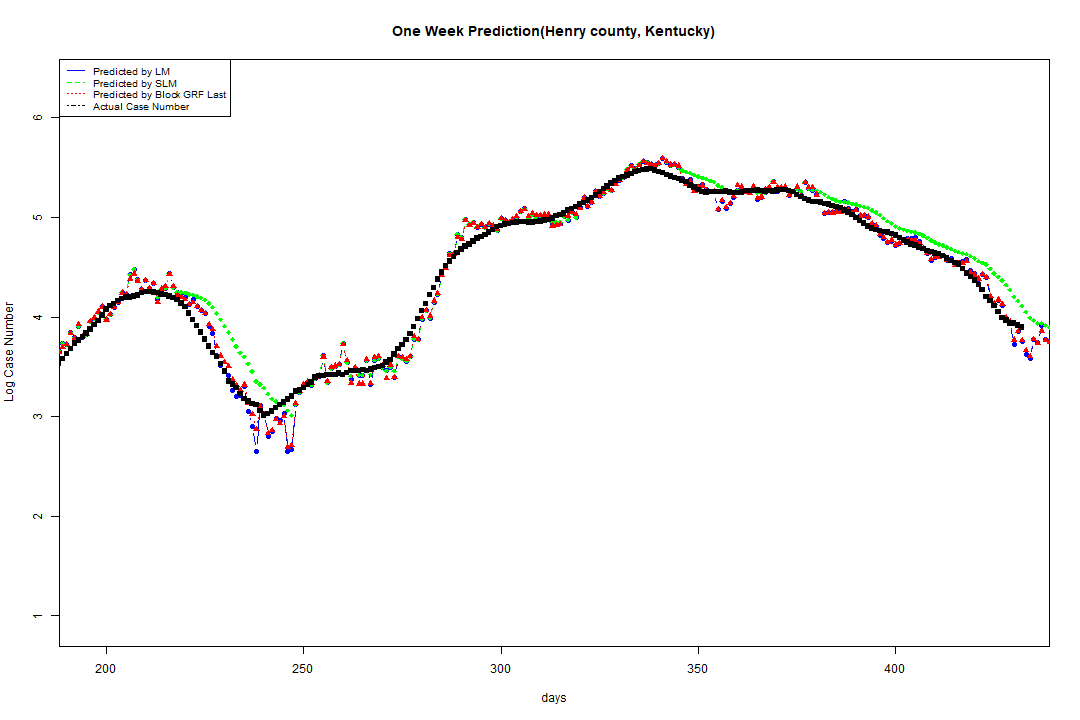 One Week Prediction(Henry county, Kentucky)
Predicted by LM
Predicted by SLM
Predicted by Block GRF Last
Actual Case Number
Log Case Number
6
5
4
3
2
1
200 250 300 350 400
days